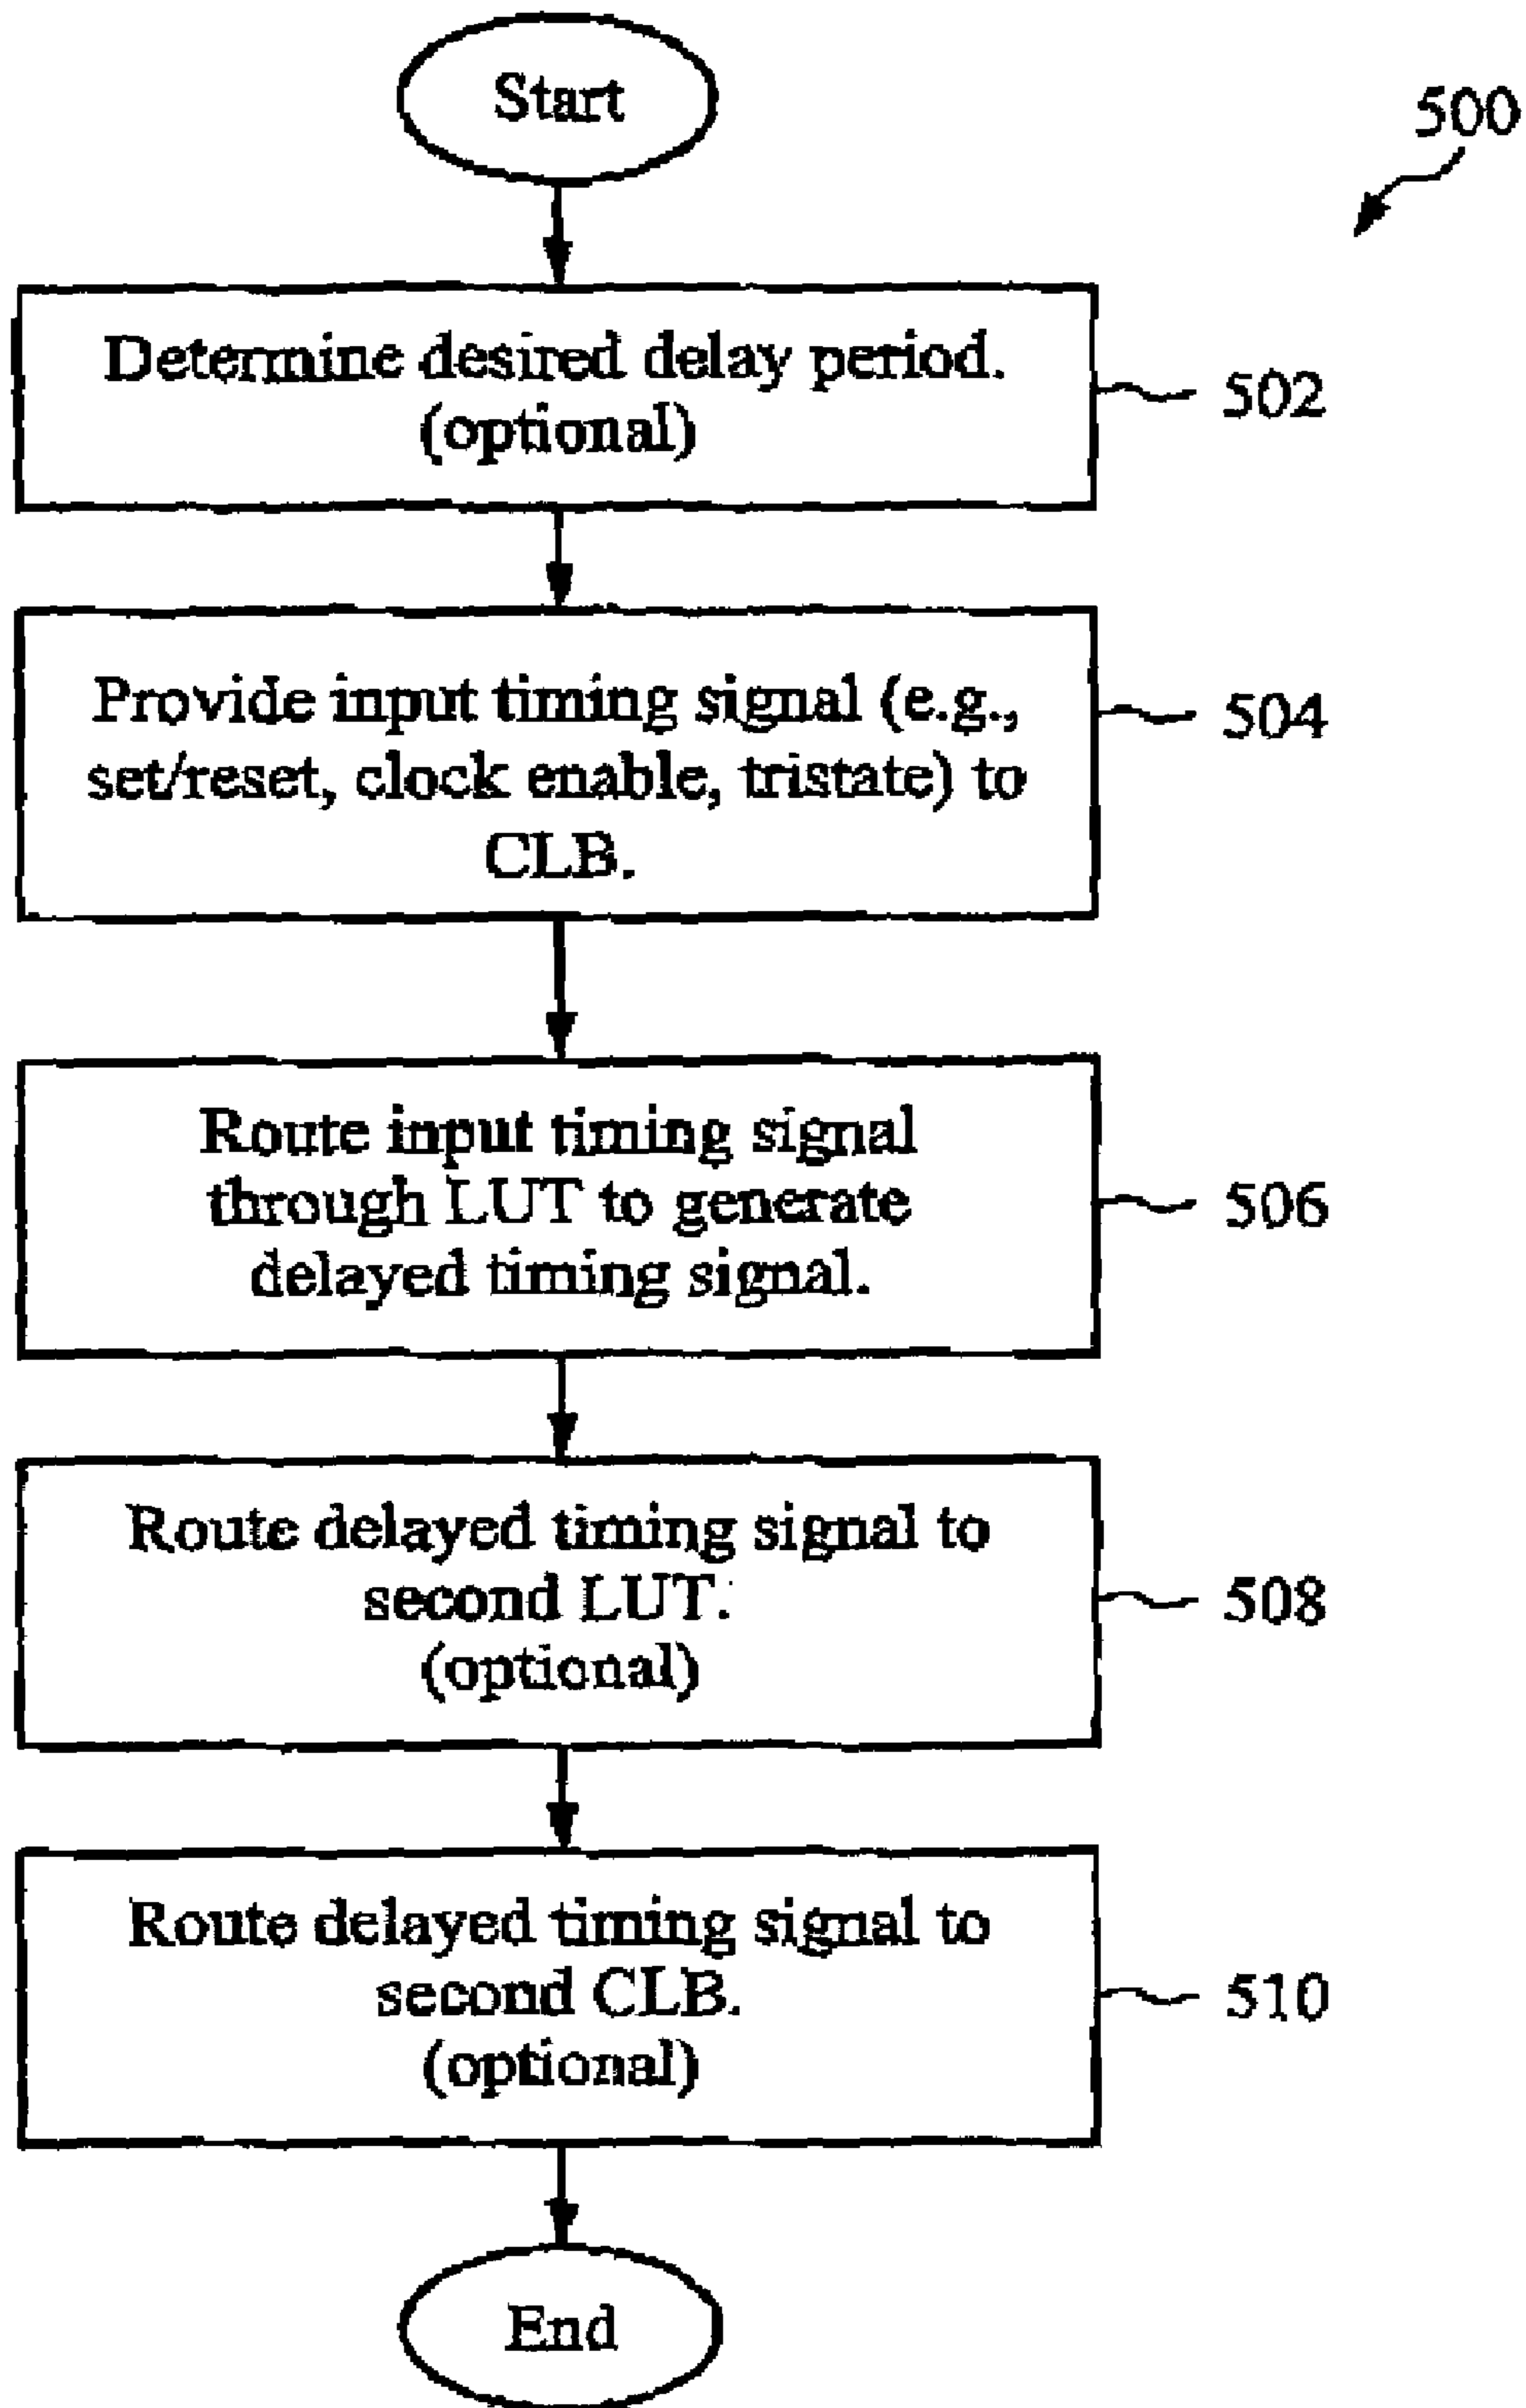 Start
500
Determine desired delay period.
(optional)
502
Provide input timing signal (e.g.,
set/reset, clock enable, tristate) to
CLB.
504
Route input timing signal
through LUT to generate
delayed timing signal.
506
Route delayed timing signal to
second LUT.
(optional)
508
Route delayed timing signal to
second CLB.
(optional)
510
End